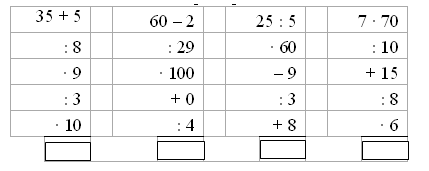 35 + 5 60 – 2 25 : 5 7 · 70
: 8 : 29 · 60 : 10
· 9 · 100 – 9 + 15
: 3 + 0 : 3 : 8
· 10 : 4 + 8 · 6